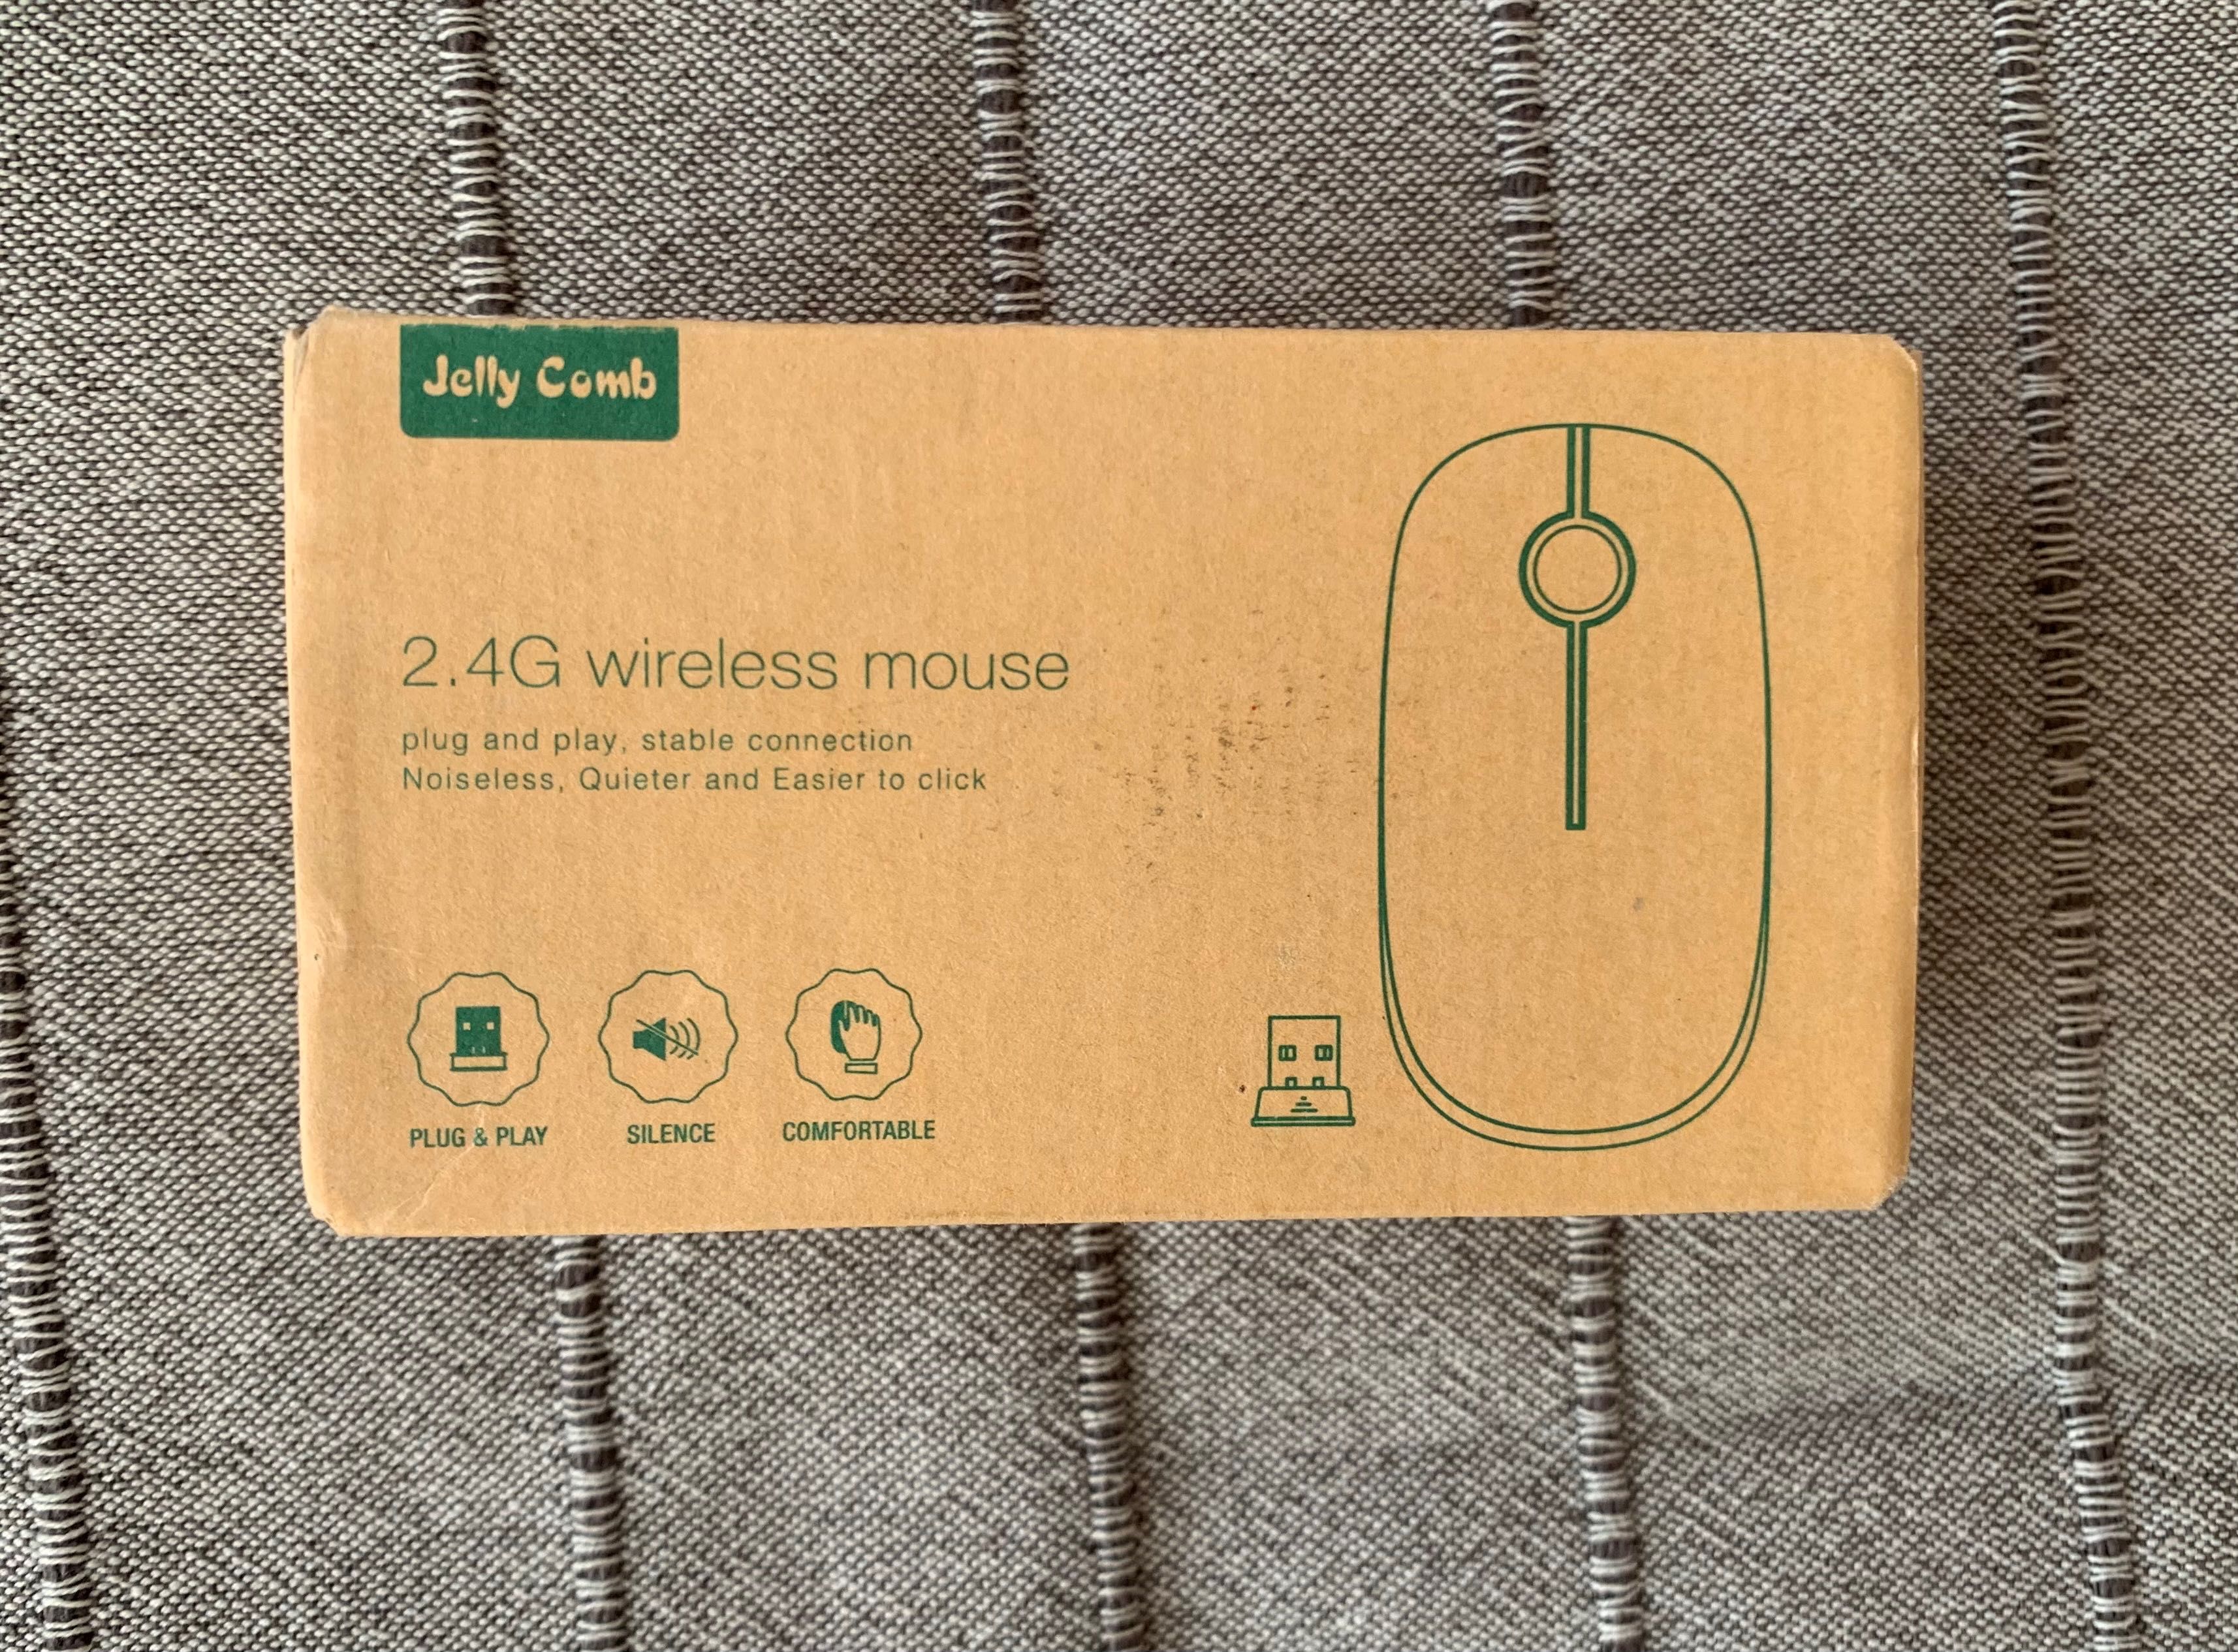 Jelly Comb
2.4G wireless mouse
plug and play, stable connection
Noiseless, Quieter and Easier to click
PLUG & PLAY
SILENCE
COMFORTABLE